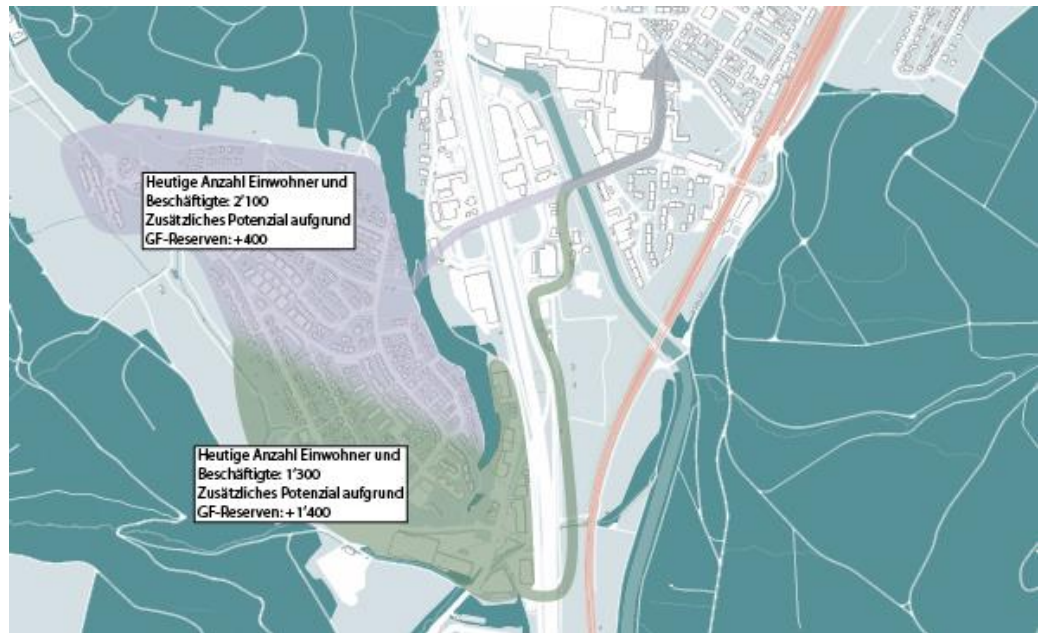 Heutige Anzahl Einwohner und
Beschäftigte: 2'100
Zusätzliches Potenzial aufgrund
GF-Reserven: +400
Heutige Anzahl Einwohner und
Beschäftigte: 1'300
Zusätzliches Potenzial aufgrund
GF-Reserven: +1'400